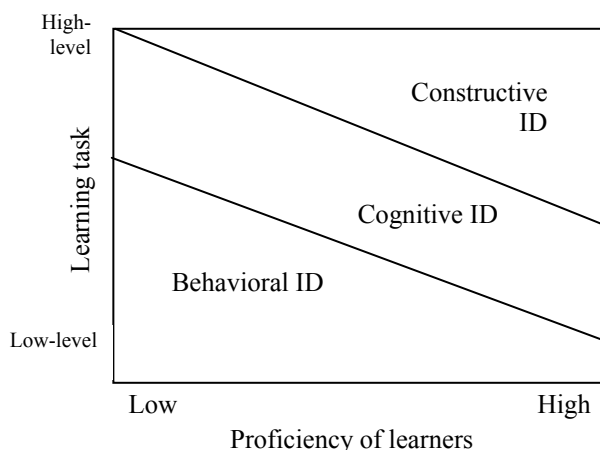 High-
level
Constructive
ID
Learning task
Cognitive ID
Behavioral ID
Low-level
Low
High
Proficiency of learners